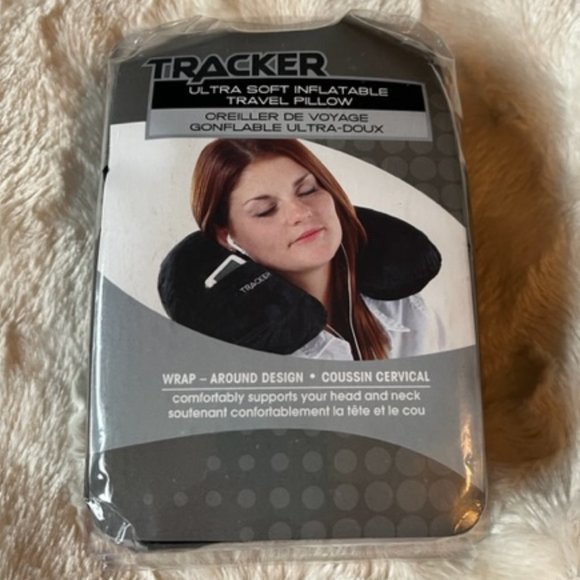 TRACKER
ULTRA SOFT INFLATABLE
TRAVEL PILLOW
OREILLER DE VOYAGE
GONFLABLE ULTRA-DOUX
TRACKER
WRAP – AROUND DESIGN • COUSSIN CERVICAL
comfortably supports your head and neck
soutenant confortablement la tête et le cou